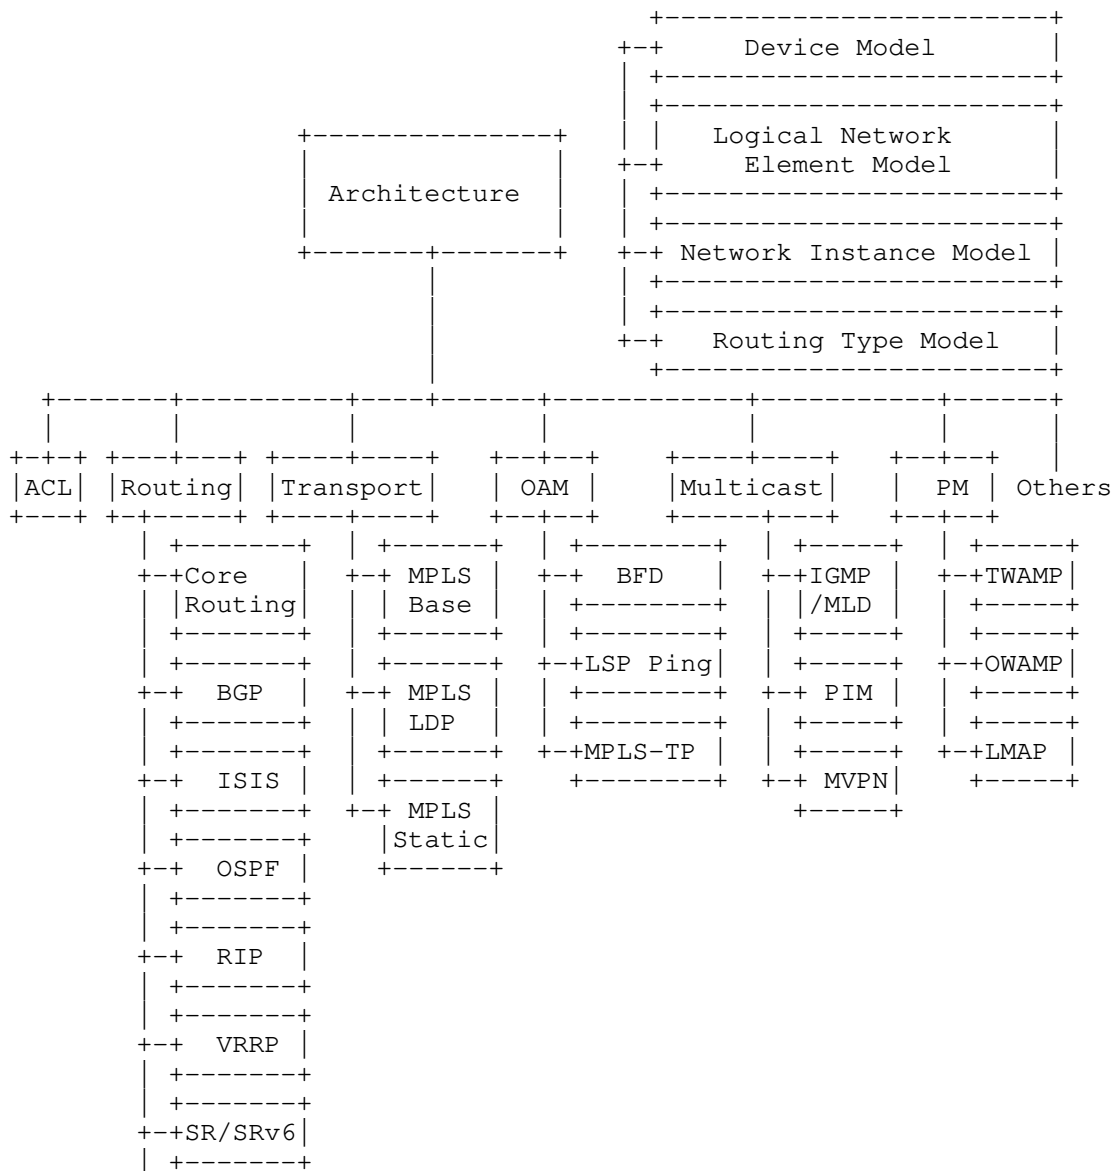 Device Model
Logical Network
Element Model
Architecture
Network Instance Model
Routing Type Model
ACL Routing Transport OAM Multicast PM Others
Core MPLS BFD IGMP TWAMP
Routing Base /MLD
LSP Ping OWAMP
BGP MPLS PIM
LDP
MPLS-TP LMAP
ISIS MVPN
MPLS
Static
OSPF
RIP
VRRP
SR/SRv6